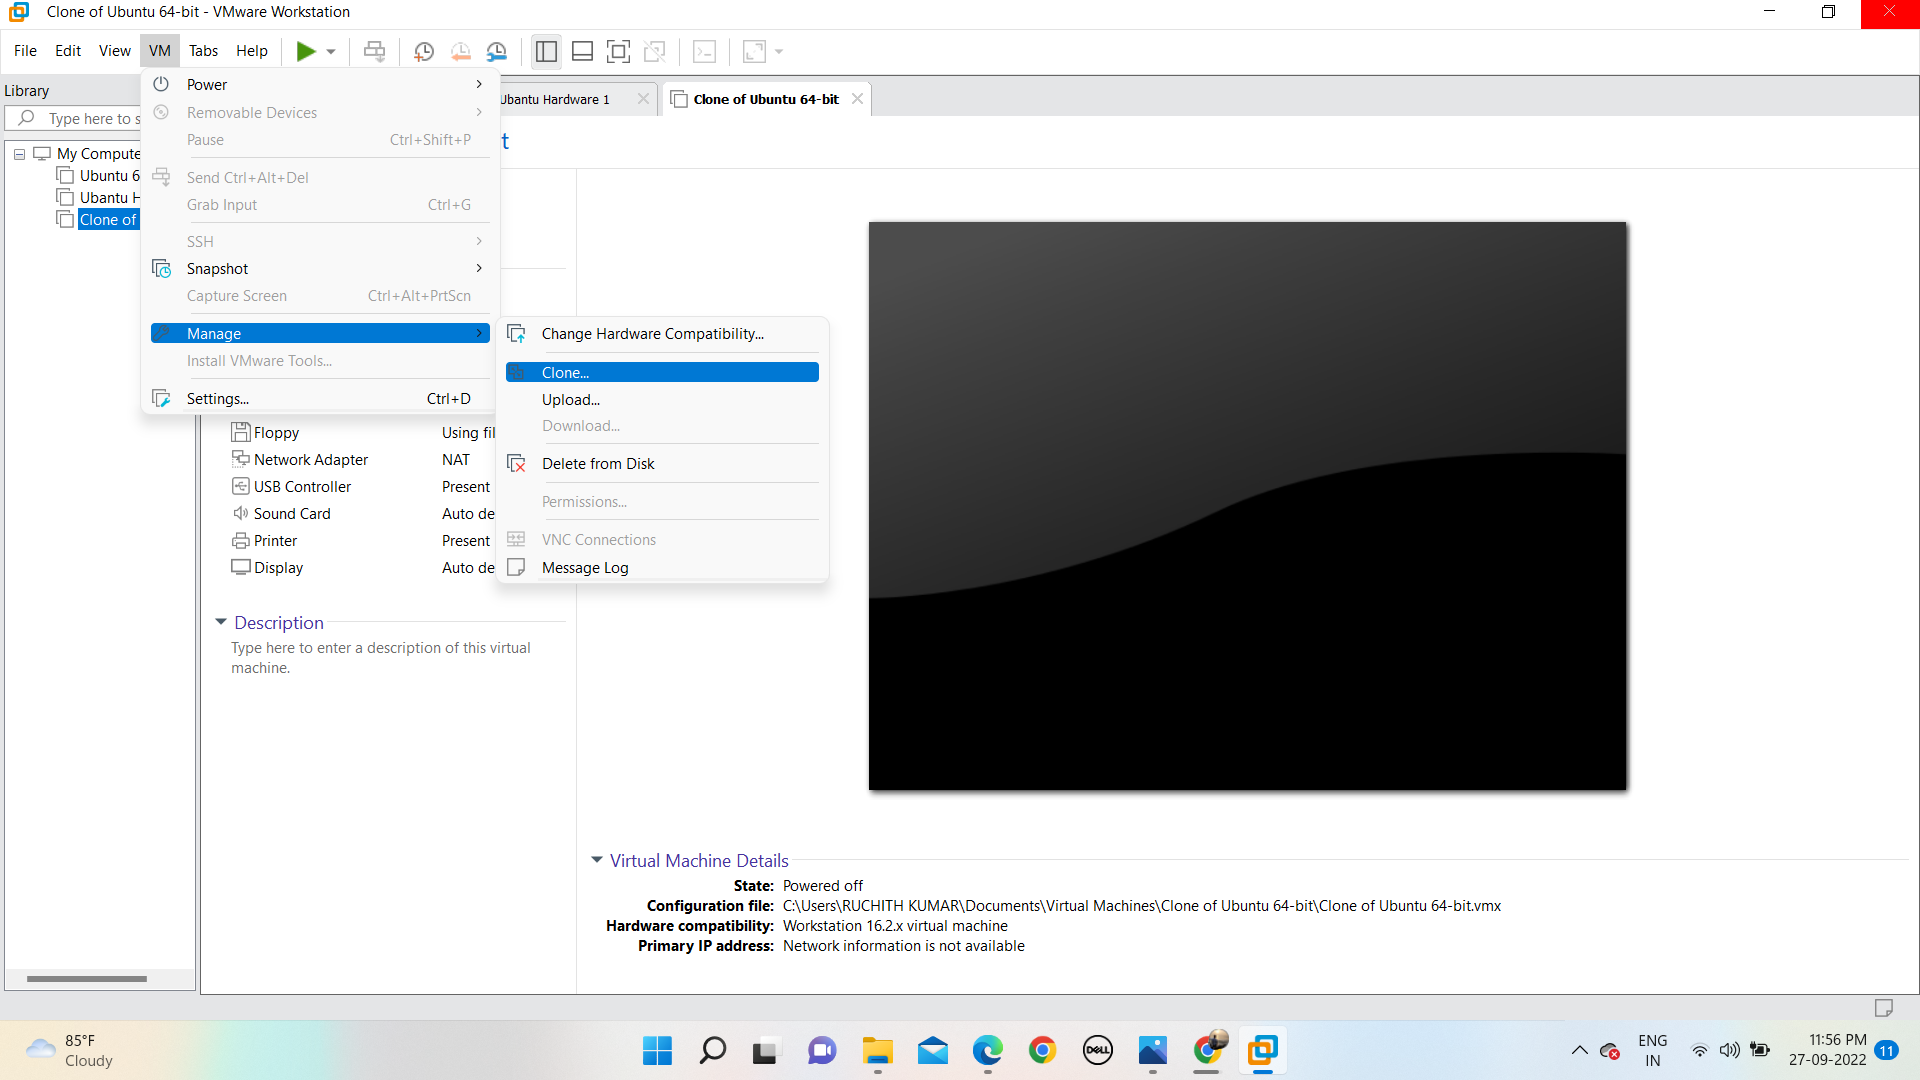 Clone of Ubuntu 64-bit - VMware Workstation
File Edit View VM Tabs Help
Library
Type here to s
My Compute
Ubuntu 6
Ubantu H
Clone of
Power
Removable Devices
Pause Ctrl+Shift+P
Send Ctrl+Alt+Del
Grab Input Ctrl+G
SSH
Snapshot
Capture Screen Ctrl+Alt+PrtScn
Manage
Install VMware Tools...
Settings... Ctrl+D
Ubantu Hardware 1
Clone of Ubuntu 64-bit
t
Change Hardware Compatibility...
Clone...
Upload...
Download...
Delete from Disk
Permissions...
VNC Connections
Message Log
Floppy Using fil
Network Adapter NAT
USB Controller Present
Sound Card Auto de
Printer Present
Display Auto de
Description
Type here to enter a description of this virtual
machine.
Virtual Machine Details
State: Powered off
Configuration file: C:\Users\RUCHITH KUMAR\Documents\Virtual Machines\Clone of Ubuntu 64-bit\Clone of Ubuntu 64-bit.vmx
Hardware compatibility: Workstation 16.2.x virtual machine
Primary IP address: Network information is not available
85°F
Cloudy
DELL
ENG
IN
11:56 PM
27-09-2022
11